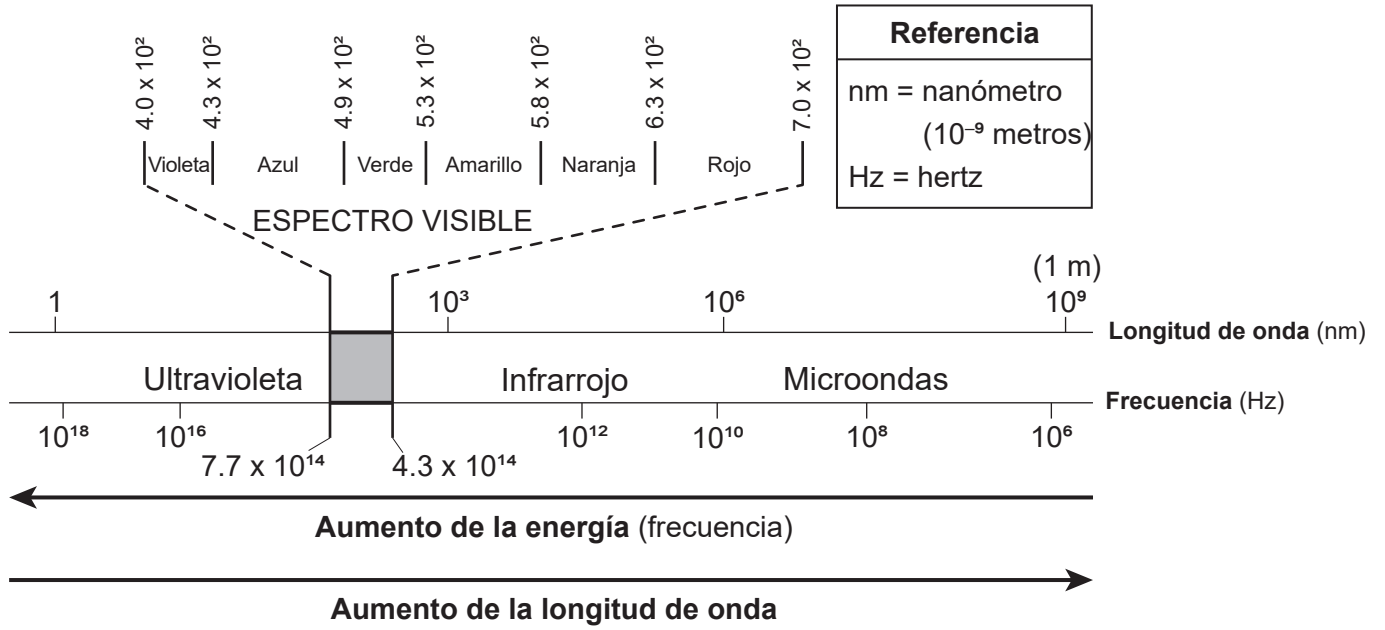 4.0 x 10²
4.3 x 10²
4.9 x 10²
5.3 x 10²
5.8 x 10²
6.3 x 10²
7.0 x 10²
Violeta
Azul
Verde
Amarillo
Naranja
Rojo
ESPECTRO VISIBLE
Referencia
nm = nanómetro
(10⁻⁹ metros)
Hz = hertz
(1 m)
1
10³
10⁶
10⁹
Longitud de onda (nm)
Ultravioleta
Infrarrojo
Microondas
Frecuencia (Hz)
10¹⁸
10¹⁶
10¹²
10¹⁰
10⁸
10⁶
7.7 x 10¹⁴
4.3 x 10¹⁴
Aumento de la energía (frecuencia)
Aumento de la longitud de onda